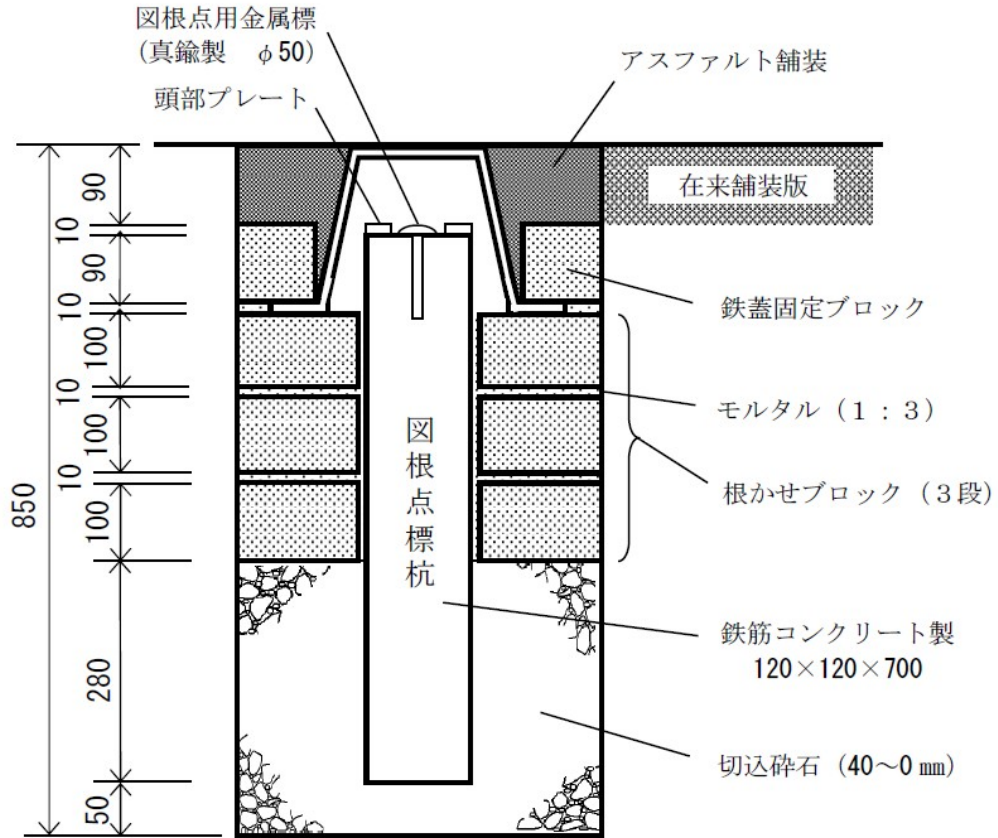 図根点用金属標
(真鍮製　φ50)
頭部プレート
アスファルト舗装
在来舗装版
鉄蓋固定ブロック
モルタル（１：３）
根かせブロック（３段）
図根点標杭
鉄筋コンクリート製
120×120×700
切込砕石（40～0㎜）
850
90
10
90
10
100
10
100
10
100
280
50